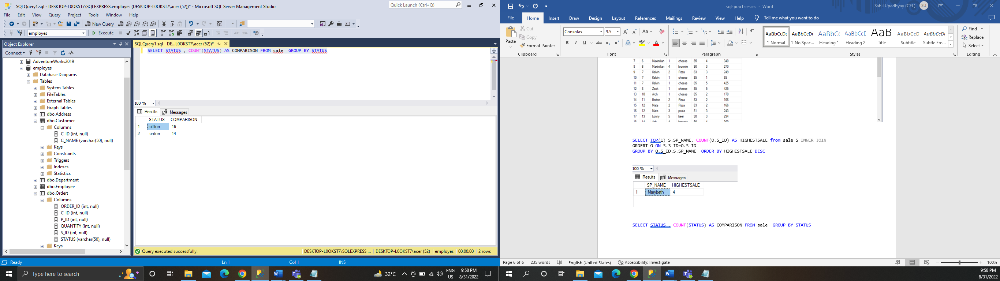 SQLQuery1.sql - DESKTOP-L0OKST7\SQLEXPRESS.employes (DESKTOP-L0OKST7\acer (52))* - Microsoft SQL Server Management Studio
Quick Launch (Ctrl+Q)
File Edit View Query Project Tools Window Help
New Query
MDX DMX XMLA DAX
employes
Execute
Object Explorer
Connect
AdventureWorks2019
employes
Database Diagrams
Tables
System Tables
FileTables
External Tables
Graph Tables
dbo.Address
dbo.Customer
Columns
C_ID (int, null)
C_NAME (varchar(50), null)
Keys
Constraints
Triggers
Indexes
Statistics
dbo.Department
dbo.Employee
dbo.Ordert
Columns
ORDER_ID (int, null)
C_ID (int, null)
P_ID (int, null)
QUANTITY (int, null)
S_ID (int, null)
STATUS (varchar(50), null)
Keys
SQLQuery1.sql - DE...L0OKST7\acer (52))*
SELECT STATUS , COUNT(STATUS) AS COMPARISON FROM sale GROUP BY STATUS
100 %
Results Messages
STATUS COMPARISON
1 offline 16
2 online 14
Query executed successfully.
DESKTOP-L0OKST7\SQLEXPRESS ... DESKTOP-L0OKST7\acer (52) employes 00:00:00 2 rows
Ready Ln 1 Col 1 INS
Type here to search
32°C
ENG
US
9:58 PM
8/31/2022
sql-practise-ass - Word
Sahil Upadhyay (CEL) SU
File Home Insert Draw Design Layout References Mailings Review View Help Tell me what you want to do
Paste
Cut
Copy
Format Painter
Clipboard
Consolas 9.5
Font
Paragraph
AaBbCcDc AaBbCcDc AaBbCc AaBbCcD AaB AaBbCcD AaBbCcDc
¶ Normal ¶ No Spac... Heading 1 Heading 2 Title Subtitle Subtle Em...
Styles
Find
Replace
Select
Editing
7 6 Maximilian 1 cheese 85 4 340
8 6 Maximilian 4 brownie 90 3 270
9 7 Kelvin 2 Pizza 83 3 249
10 7 Kelvin 1 cheese 85 1 85
11 7 Kelvin 1 cheese 85 5 425
12 8 Zack 1 cheese 85 5 425
13 10 Arch 1 cheese 85 2 170
14 11 Barton 2 Pizza 83 2 166
15 12 Mata 2 Pizza 83 2 166
16 12 Mata 3 pasta 81 3 243
17 13 Lonny 5 beer 98 3 294
SELECT TOP(1) S.SP_NAME, COUNT(O.S_ID) AS HIGHESTSALE from sale S INNER JOIN
ORDERT O ON S.S_ID=O.S_ID
GROUP BY O.S_ID,S.SP_NAME ORDER BY HIGHESTSALE DESC
100 %
Results Messages
SP_NAME HIGHESTSALE
1 Marybeth 4
SELECT STATUS , COUNT(STATUS) AS COMPARISON FROM sale GROUP BY STATUS
Page 6 of 6 235 words English (United States) Accessibility: Investigate 100%
9:58 PM
8/31/2022